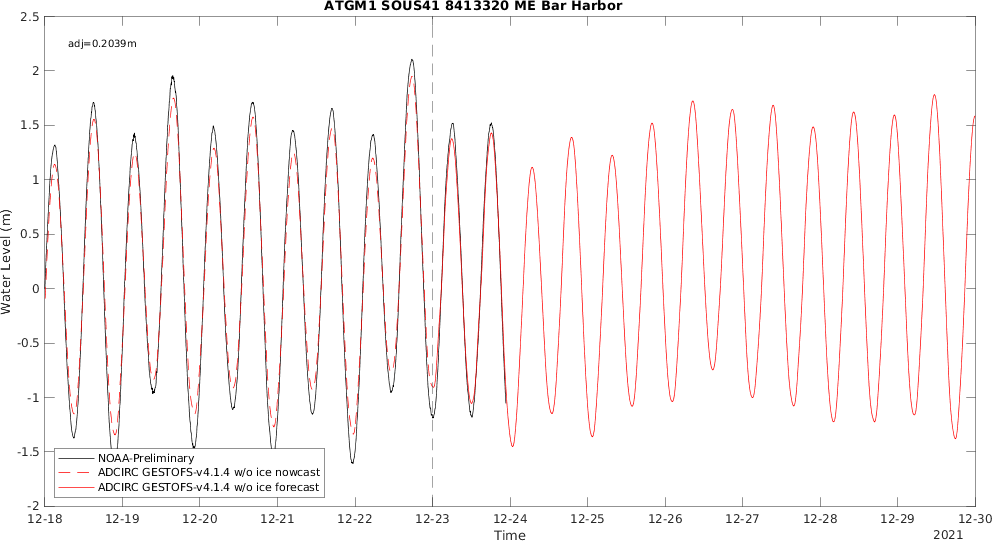 ATGM1 SOUS41 8413320 ME Bar Harbor
adj=0.2039m
2.5
2
1.5
1
0.5
0
-0.5
-1
-1.5
-2
Water Level (m)
NOAA-Preliminary
ADCIRC GESTOFS-v4.1.4 w/o ice nowcast
ADCIRC GESTOFS-v4.1.4 w/o ice forecast
12-18 12-19 12-20 12-21 12-22 12-23 12-24 12-25 12-26 12-27 12-28 12-29 12-30
Time
2021